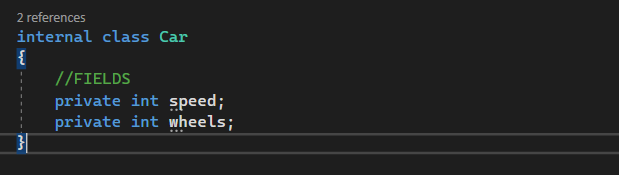 2 references
internal class Car
{
//FIELDS
private int speed;
private int wheels;
}